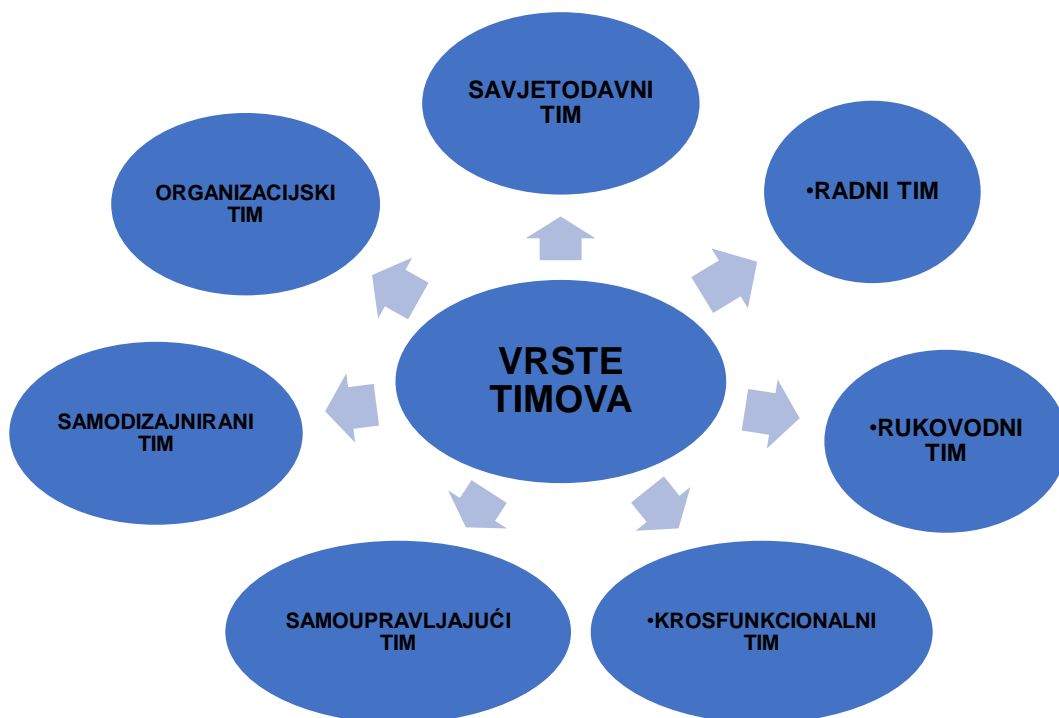 SAVJETODAVNI
TIM
•RADNI TIM
ORGANIZACIJSKI
TIM
VRSTE
TIMOVA
SAMODIZAJNIRANI
TIM
•RUKOVODNI
TIM
SAMOUPRAVLJAJUĆI
TIM
•KROSFUNKCIONALNI
TIM